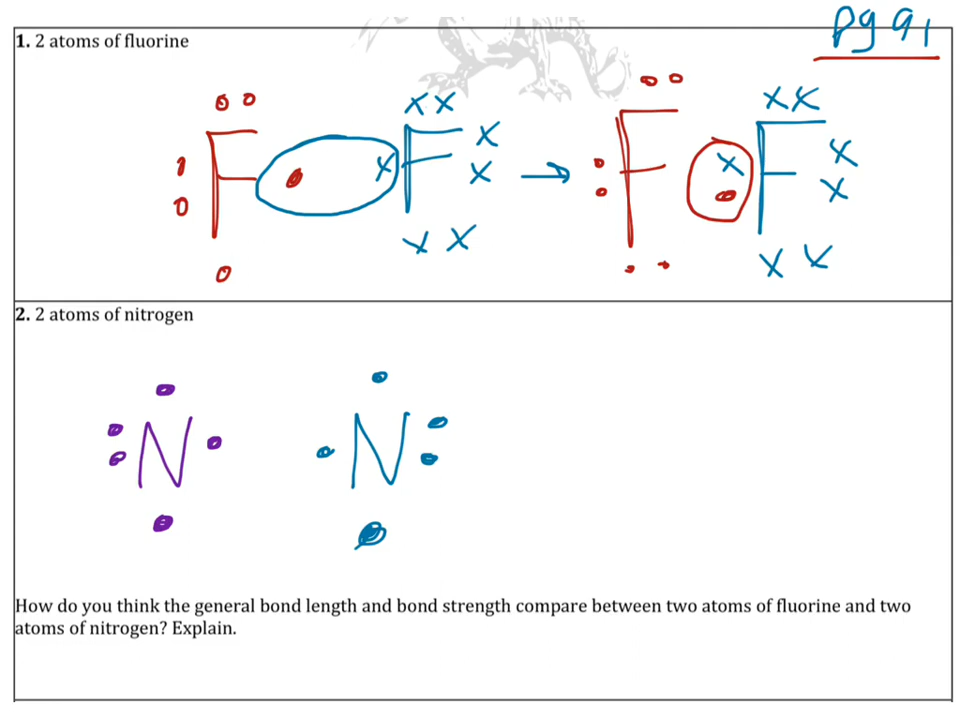 pg 91
1. 2 atoms of fluorine
F x F → F x F
2. 2 atoms of nitrogen
N N
How do you think the general bond length and bond strength compare between two atoms of fluorine and two
atoms of nitrogen? Explain.